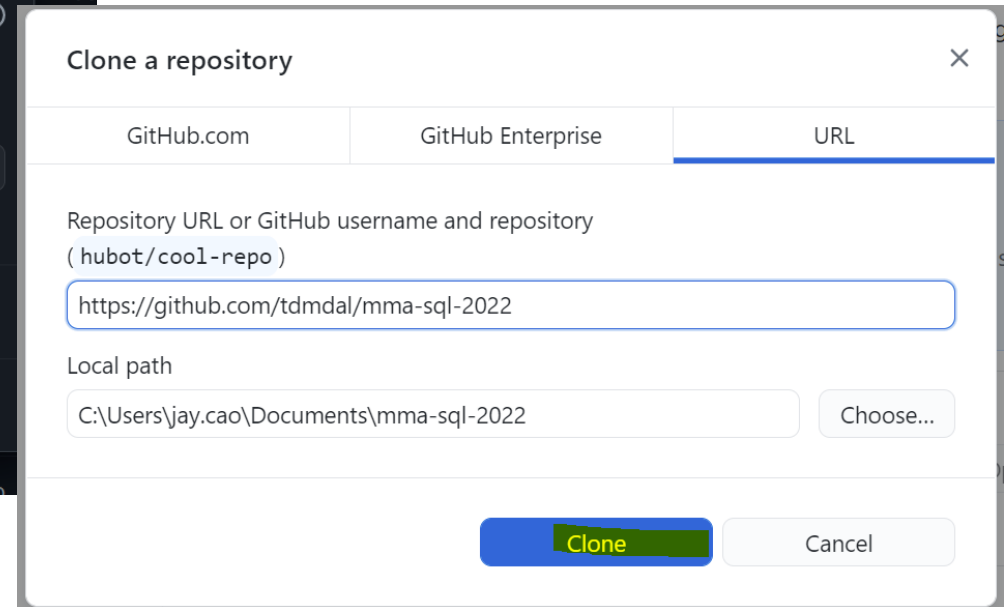 Clone a repository
GitHub.com
GitHub Enterprise
URL
Repository URL or GitHub username and repository
(hubot/cool-repo)
https://github.com/tdmdal/mma-sql-2022
Local path
C:\Users\jay.cao\Documents\mma-sql-2022
Choose...
Clone
Cancel